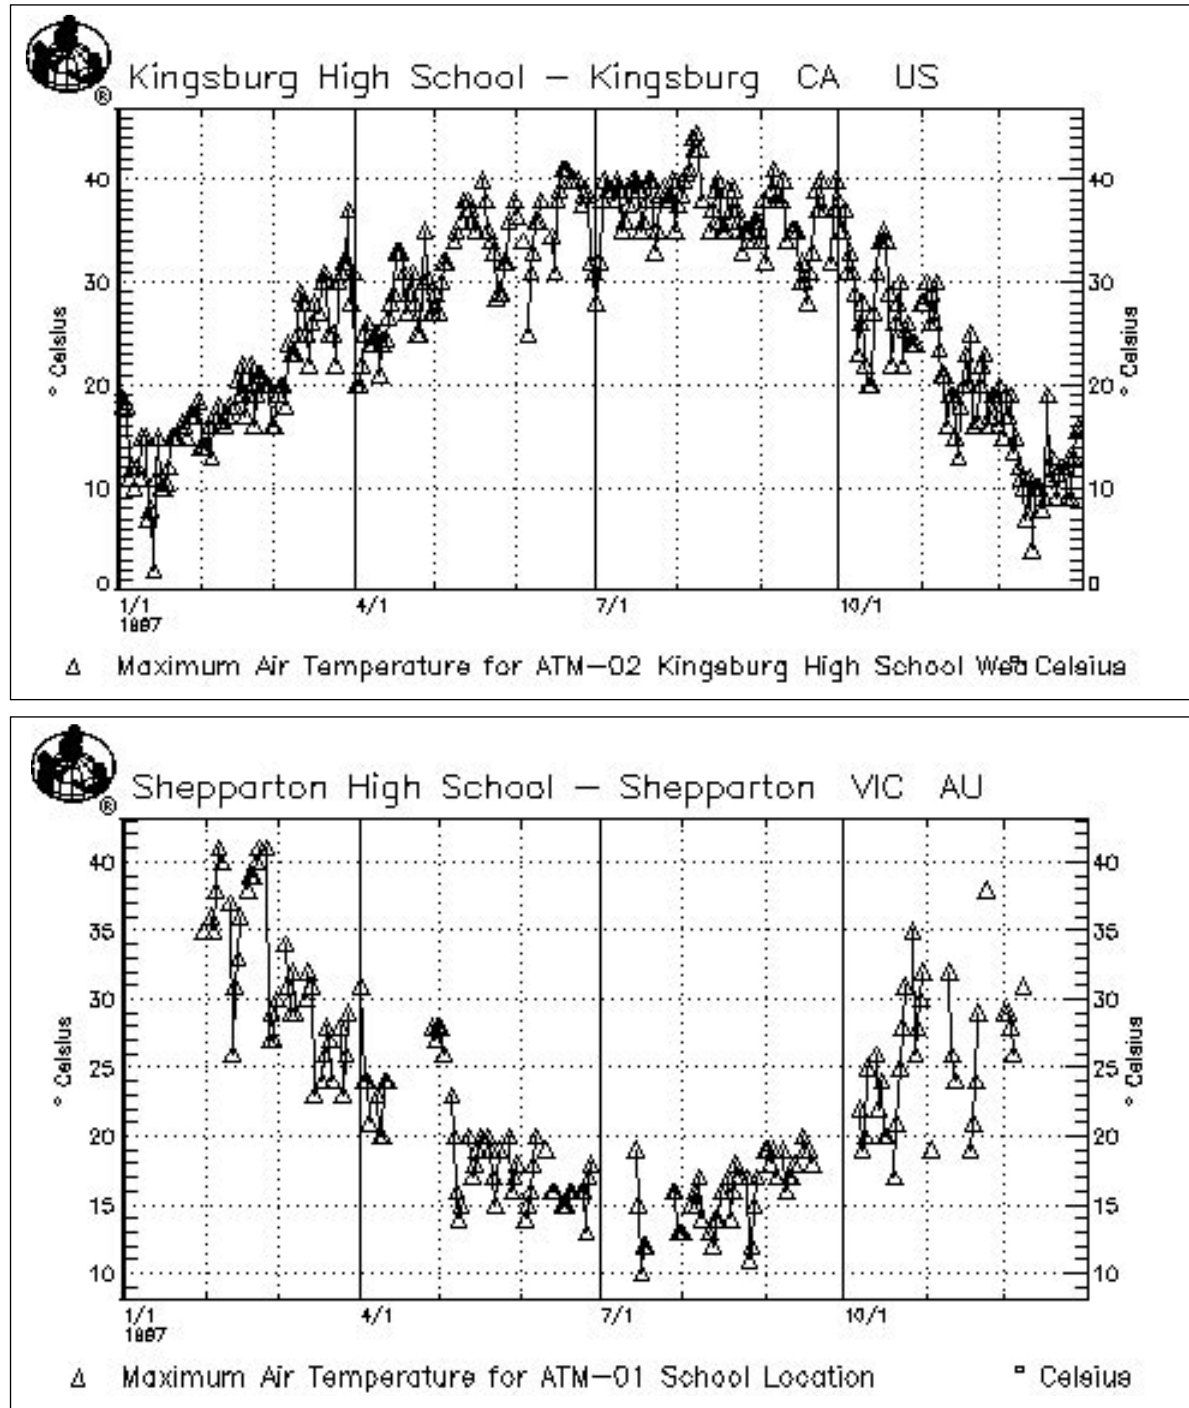 Kingsburg High School – Kingsburg CA US
40 40
30 30
° Celsius ° Celsius
20 20
10 10
0 0
1/1 4/1 7/1 10/1
1997
△ Maximum Air Temperature for ATM–02 Kingsburg High School ° Celsius
®
Shepparton High School – Shepparton VIC AU
®
40 40
35 35
30 30
° Celsius ° Celsius
25 25
20 20
15 15
10 10
1/1 4/1 7/1 10/1
1997
△ Maximum Air Temperature for ATM–01 School Location ° Celsius